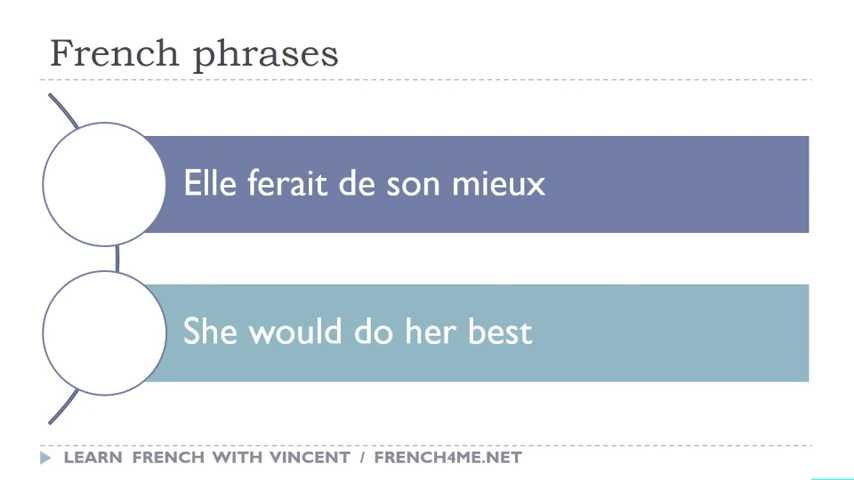 French phrases
Elle ferait de son mieux
She would do her best
LEARN FRENCH WITH VINCENT / FRENCH4ME.NET